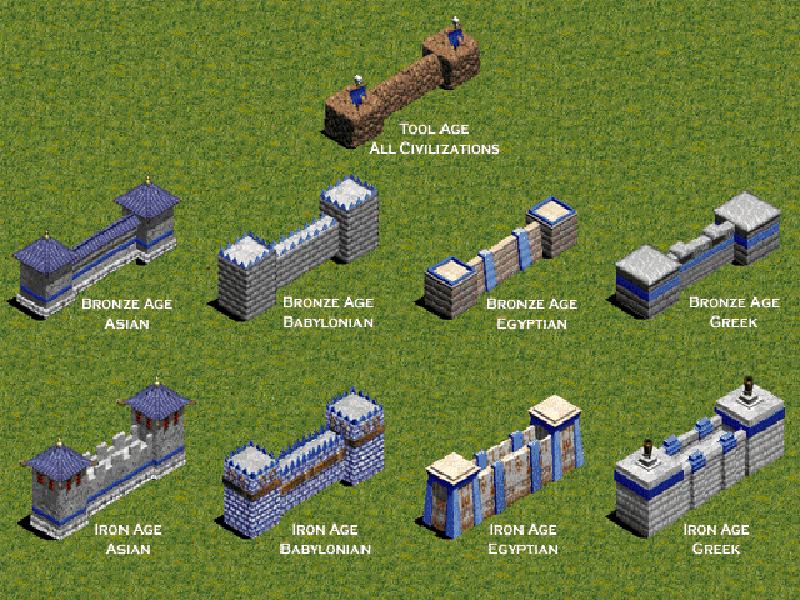 Tool Age
All Civilizations
Bronze Age
Asian
Bronze Age
Babylonian
Bronze Age
Egyptian
Bronze Age
Greek
Iron Age
Asian
Iron Age
Babylonian
Iron Age
Egyptian
Iron Age
Greek